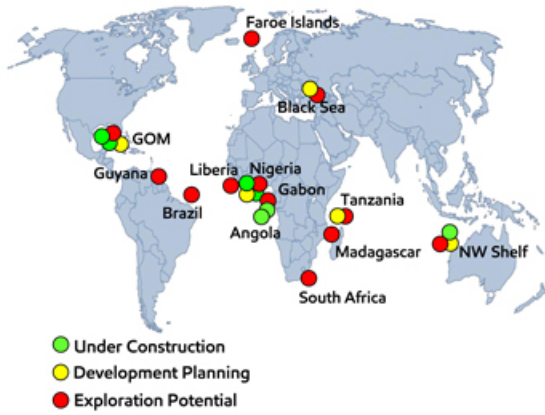 Faroe Islands
Black Sea
GOM
Guyana
Liberia
Nigeria
Gabon
Brazil
Tanzania
Angola
Madagascar
NW Shelf
South Africa
Under Construction
Development Planning
Exploration Potential